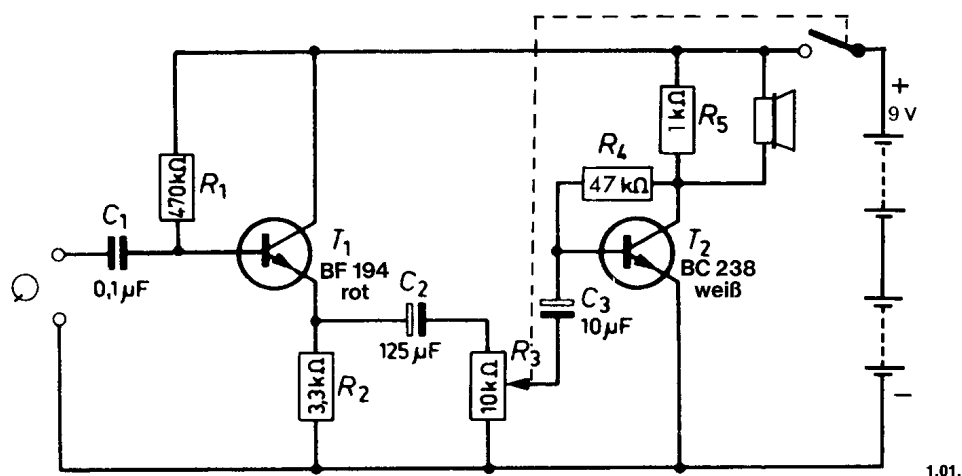 +
9 V
1 kΩ
R5
R4
47 kΩ
470 kΩ
R1
C1
0,1 µF
T1
BF 194
rot
C2
125 µF
T2
BC 238
weiß
C3
10 µF
R3
10 kΩ
3,3 kΩ
R2
−
1.01.